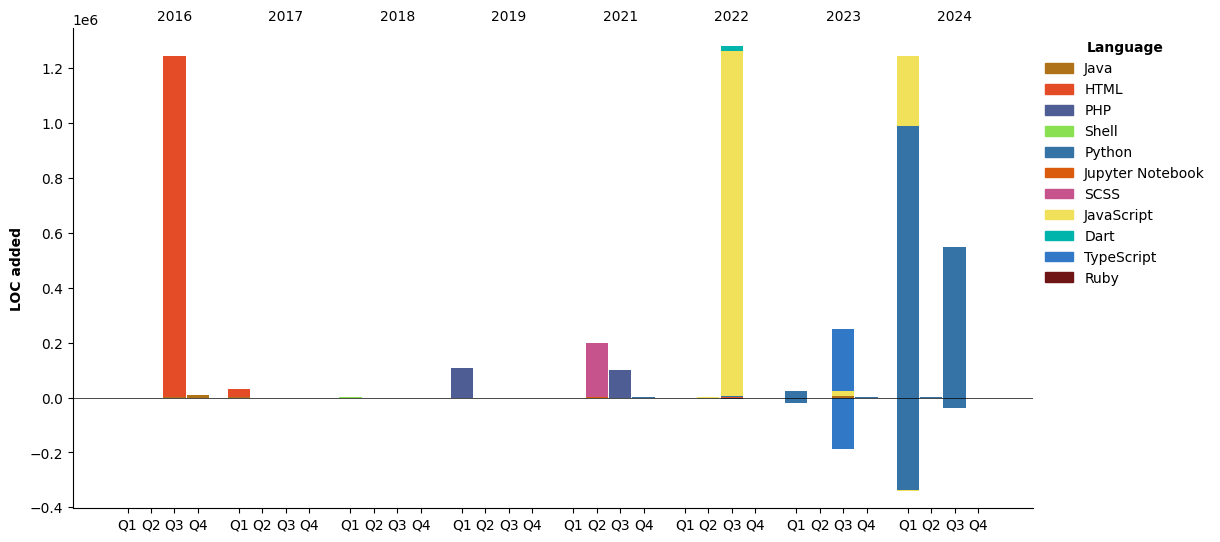 1e6
2016 2017 2018 2019 2021 2022 2023 2024
LOC added
1.2
1.0
0.8
0.6
0.4
0.2
0.0
−0.2
−0.4
Q1 Q2 Q3 Q4 Q1 Q2 Q3 Q4 Q1 Q2 Q3 Q4 Q1 Q2 Q3 Q4 Q1 Q2 Q3 Q4 Q1 Q2 Q3 Q4 Q1 Q2 Q3 Q4 Q1 Q2 Q3 Q4
Language
Java
HTML
PHP
Shell
Python
Jupyter Notebook
SCSS
JavaScript
Dart
TypeScript
Ruby